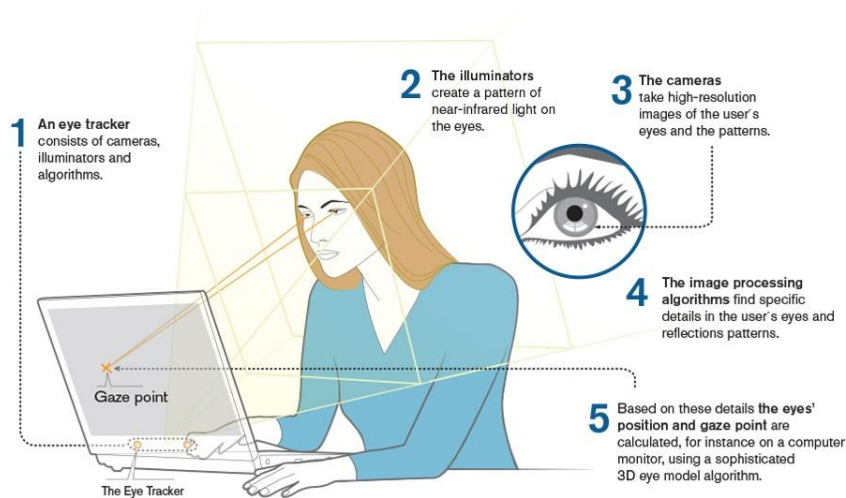 1
An eye tracker
consists of cameras,
illuminators and
algorithms.
2
The illuminators
create a pattern of
near-infrared light on
the eyes.
3
The cameras
take high-resolution
images of the user´s
eyes and the patterns.
4
The image processing
algorithms find specific
details in the user´s eyes and
reflections patterns.
5
Based on these details the eyes'
position and gaze point are
calculated, for instance on a computer
monitor, using a sophisticated
3D eye model algorithm.
Gaze point
The Eye Tracker